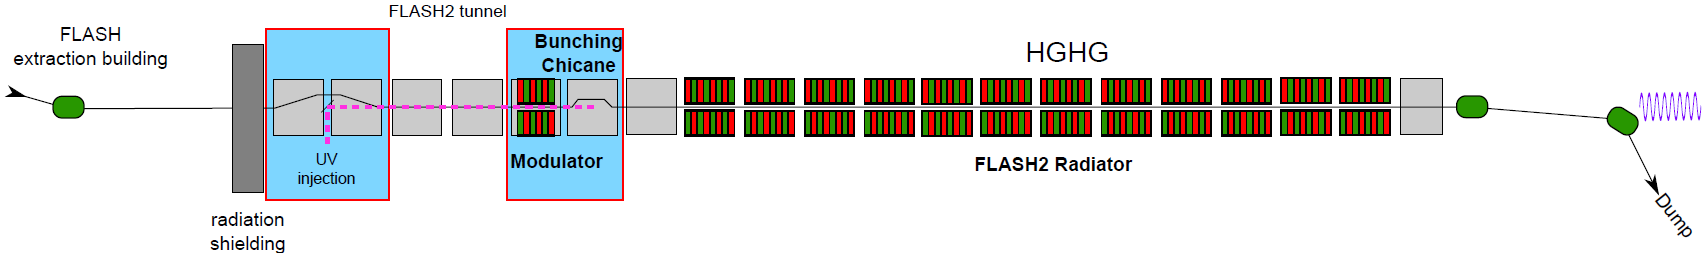 FLASH2 tunnel
FLASH
extraction building
Bunching
Chicane
HGHG
UV
injection
Modulator
FLASH2 Radiator
radiation
shielding
Dump